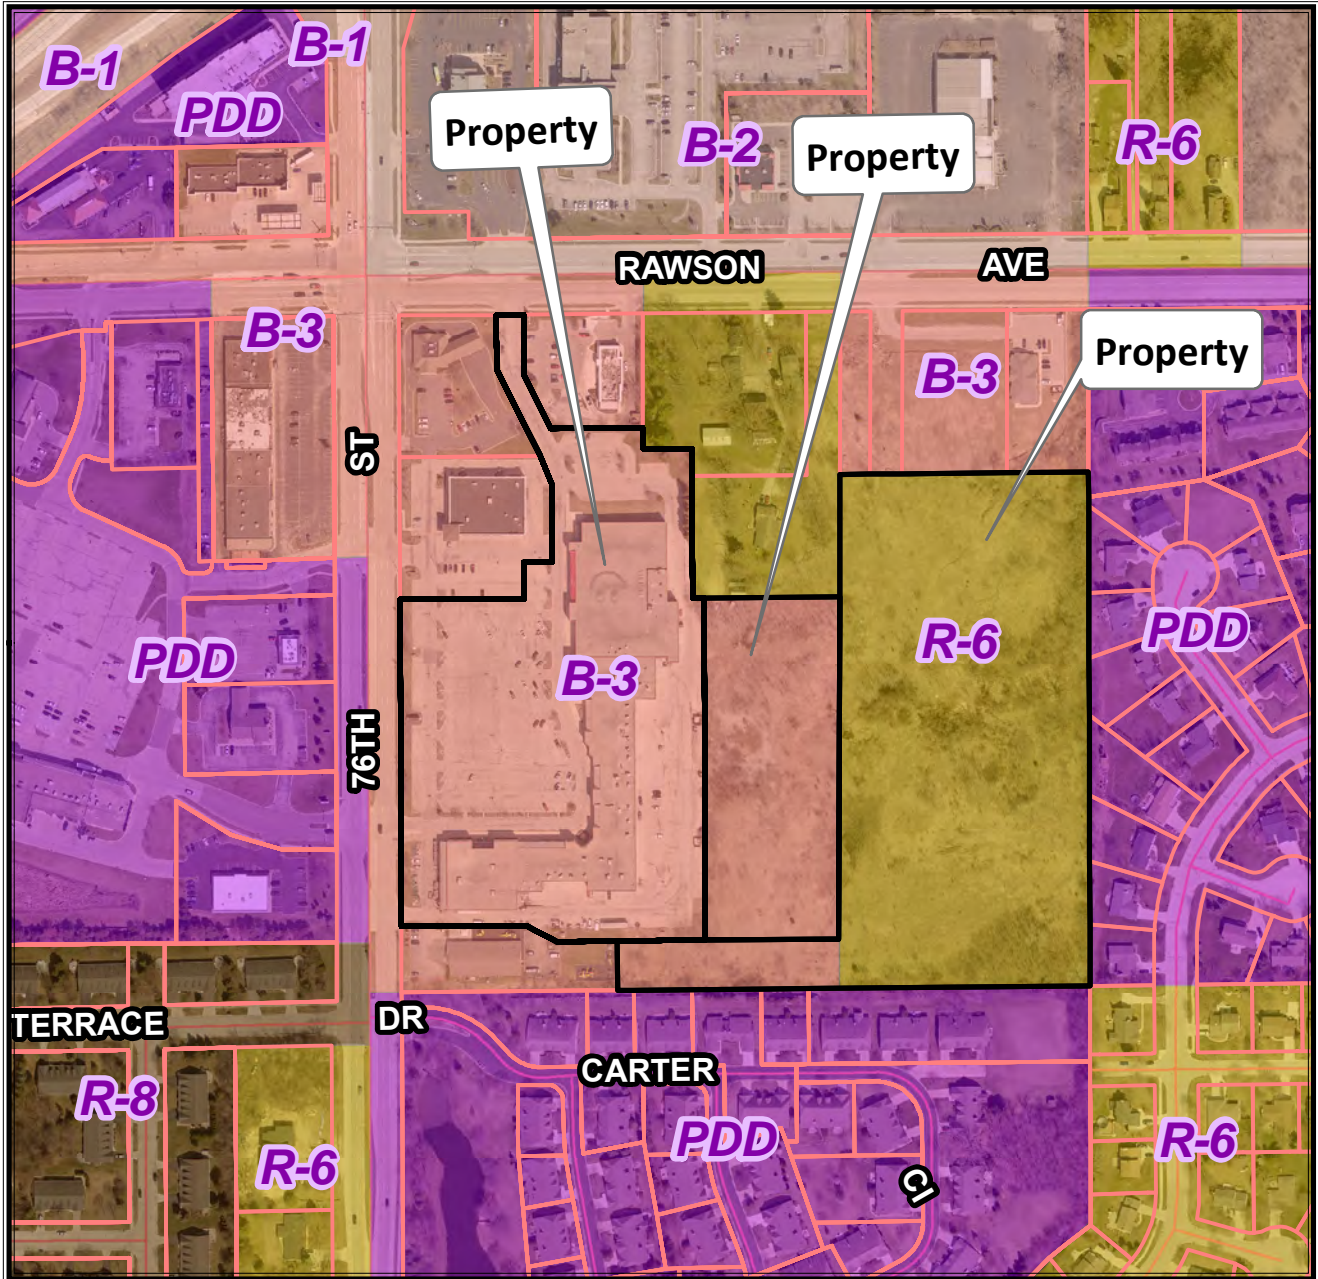 B-1
B-1
PDD
Property
B-2
Property
R-6
RAWSON
AVE
B-3
Property
B-3
ST
PDD
B-3
R-6
PDD
76TH
TERRACE
DR
CARTER
R-8
PDD
R-6
R-6
CI